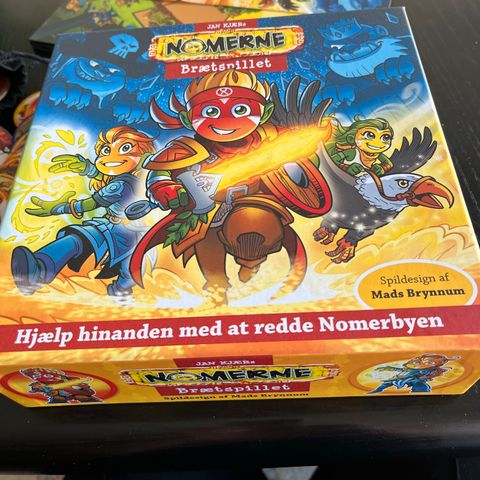 JAN KJÆRs
NOMERNE
Brætspillet
Spildesign af
Mads Brynnum
Hjælp hinanden med at redde Nomerbyen
JAN KJÆRs
NOMERNE
Brætspillet
Spildesign af Mads Brynnum